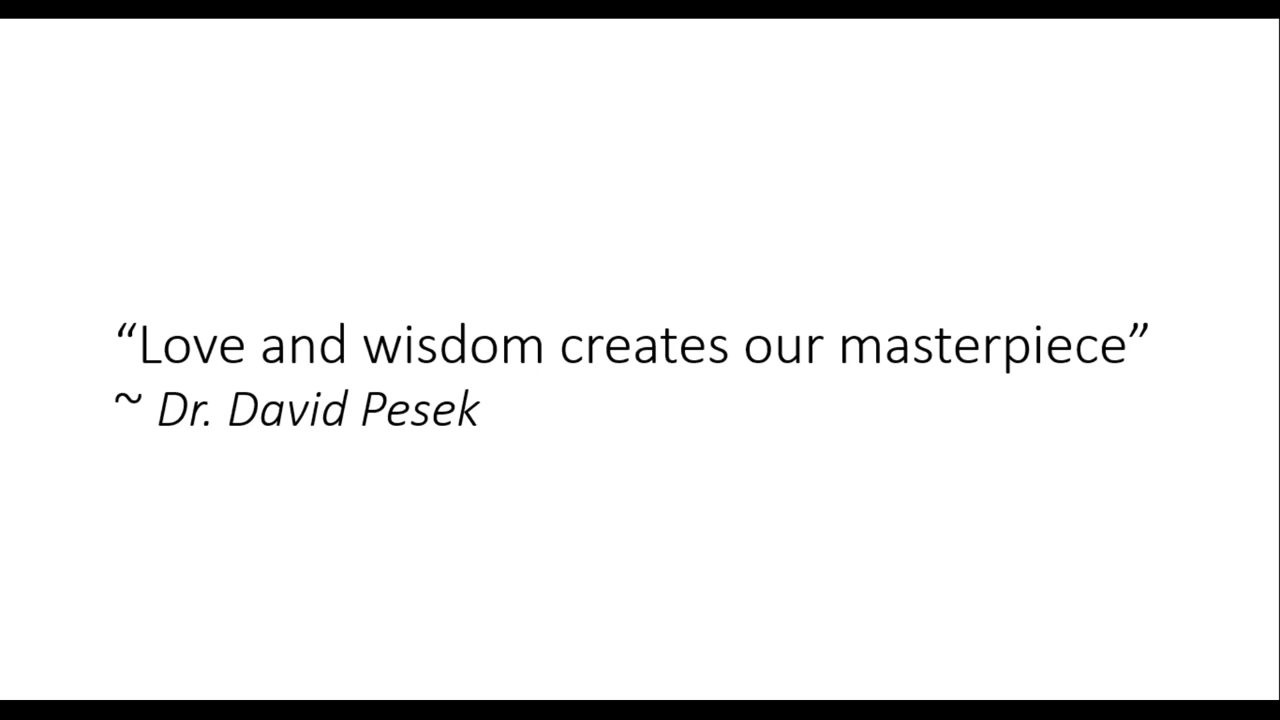 “Love and wisdom creates our masterpiece”
~ Dr. David Pesek